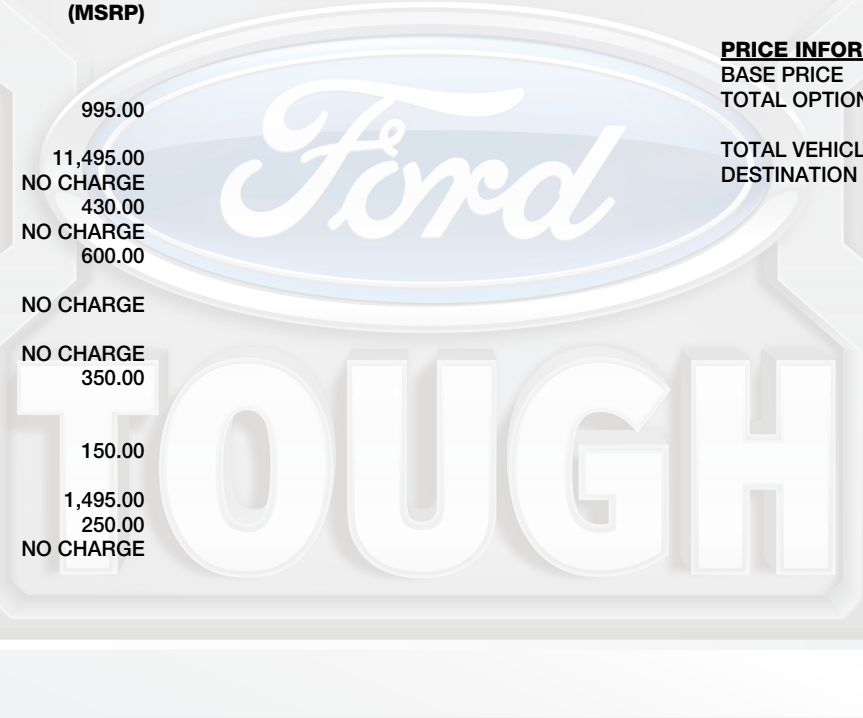 (MSRP)
995.00
11,495.00
NO CHARGE
430.00
NO CHARGE
600.00
NO CHARGE
NO CHARGE
350.00
150.00
1,495.00
250.00
NO CHARGE
PRICE INFOR
BASE PRICE
TOTAL OPTION
TOTAL VEHICL
DESTINATION
Ford
TOUGH